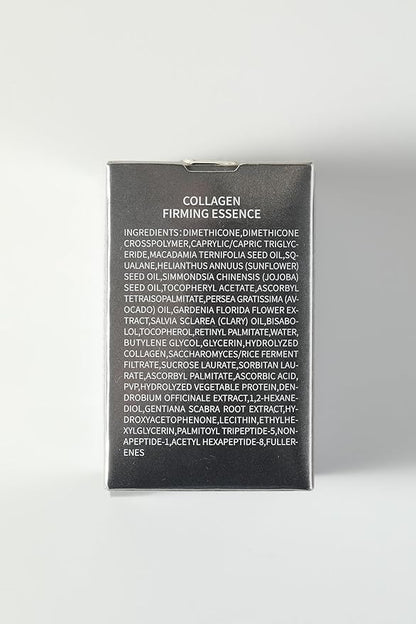 COLLAGEN
FIRMING ESSENCE
INGREDIENTS:DIMETHICONE,DIMETHICONE
CROSSPOLYMER,CAPRYLIC/CAPRIC TRIGLYC-
ERIDE,MACADAMIA TERNIFOLIA SEED OIL,SQ-
UALANE,HELIANTHUS ANNUUS (SUNFLOWER)
SEED OIL,SIMMONDSIA CHINENSIS (JOJOBA)
SEED OIL,TOCOPHERYL ACETATE,ASCORBYL
TETRAISOPALMITATE,PERSEA GRATISSIMA (AV-
OCADO) OIL,GARDENIA FLORIDA FLOWER EX-
TRACT,SALVIA SCLAREA (CLARY) OIL,BISABO-
LOL,TOCOPHEROL,RETINYL PALMITATE,WATER,
BUTYLENE GLYCOL,GLYCERIN,HYDROLYZED
COLLAGEN,SACCHAROMYCES/RICE FERMENT
FILTRATE,SUCROSE LAURATE,SORBITAN LAU-
RATE,ASCORBYL PALMITATE,ASCORBIC ACID,
PVP,HYDROLYZED VEGETABLE PROTEIN,DEN-
DROBIUM OFFICINALE EXTRACT,1,2-HEXANE-
DIOL,GENTIANA SCABRA ROOT EXTRACT,HY-
DROXYACETOPHENONE,LECITHIN,ETHYLHE-
XYLGLYCERIN,PALMITOYL TRIPEPTIDE-5,NON-
APEPTIDE-1,ACETYL HEXAPEPTIDE-8,FULLER-
ENES